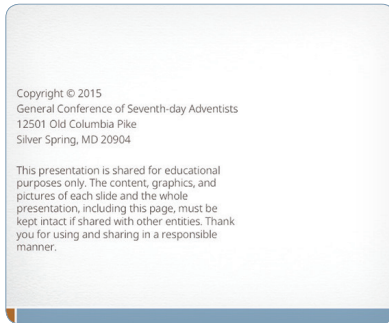 Copyright © 2015
General Conference of Seventh-day Adventists
12501 Old Columbia Pike
Silver Spring, MD 20904
This presentation is shared for educational
purposes only. The content, graphics, and
pictures of each slide and the whole
presentation, including this page, must be
kept intact if shared with other entities. Thank
you for using and sharing in a responsible
manner.